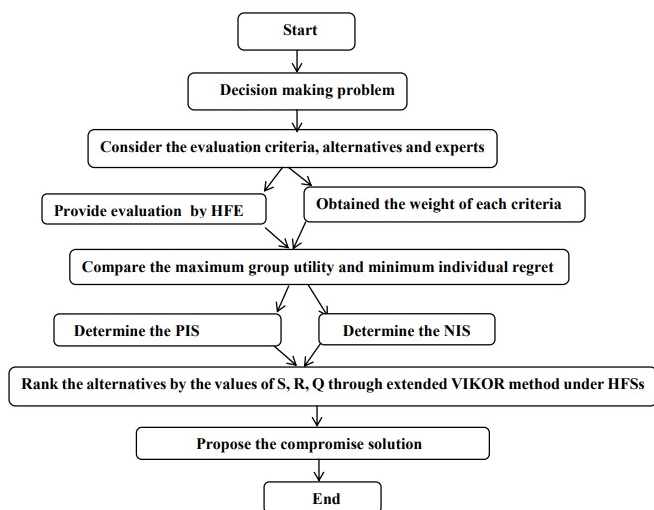 Start
Decision making problem
Consider the evaluation criteria, alternatives and experts
Provide evaluation by HFE
Obtained the weight of each criteria
Compare the maximum group utility and minimum individual regret
Determine the PIS
Determine the NIS
Rank the alternatives by the values of S, R, Q through extended VIKOR method under HFSs
Propose the compromise solution
End